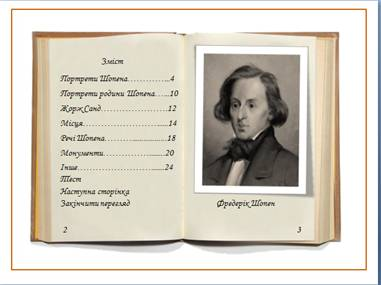 Зміст
Портрети Шопена……………..4
Портрети родини Шопена…...10
Жорж Санд…………………….12
Місця…………………………...14
Речі Шопена………...................18
Монументи…………………......20
Інше……………………….........24
Тест
Наступна сторінка
Закінчити перегляд
2
Фредерік Шопен
3